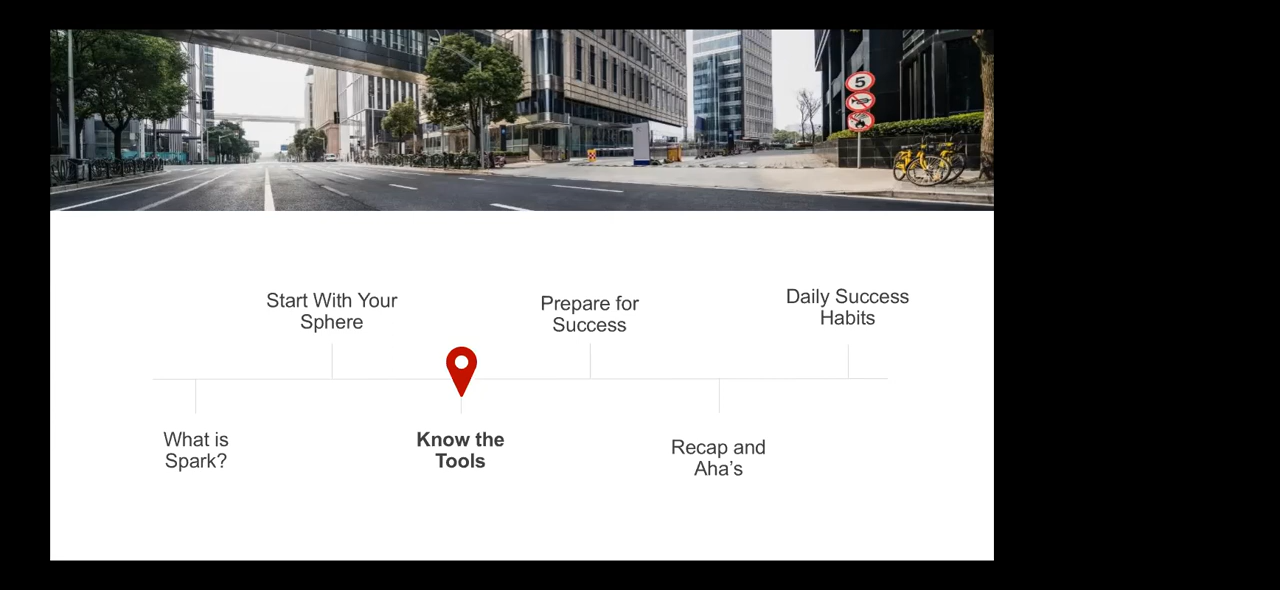 5
Start With Your
Sphere
Prepare for
Success
Daily Success
Habits
What is
Spark?
Know the
Tools
Recap and
Aha’s